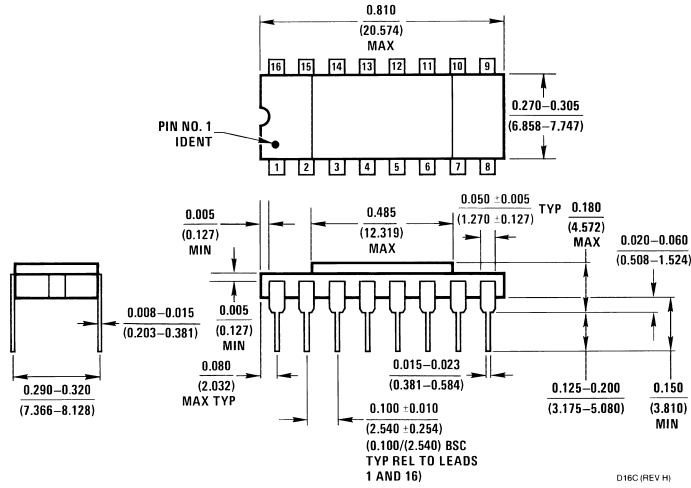 0.810
(20.574)
MAX
16 15 14 13 12 11 10 9
0.270–0.305
(6.858–7.747)
PIN NO. 1
IDENT
1 2 3 4 5 6 7 8
0.005
(0.127)
MIN
0.485
(12.319)
MAX
0.050 ±0.005
(1.270 ±0.127)
TYP
0.180
(4.572)
MAX
0.020–0.060
(0.508–1.524)
0.008–0.015
(0.203–0.381)
0.005
(0.127)
MIN
0.290–0.320
(7.366–8.128)
0.080
(2.032)
MAX TYP
0.015–0.023
(0.381–0.584)
0.125–0.200
(3.175–5.080)
0.150
(3.810)
MIN
0.100 ±0.010
(2.540 ±0.254)
(0.100/(2.540) BSC
TYP REL TO LEADS
1 AND 16)
D16C (REV H)